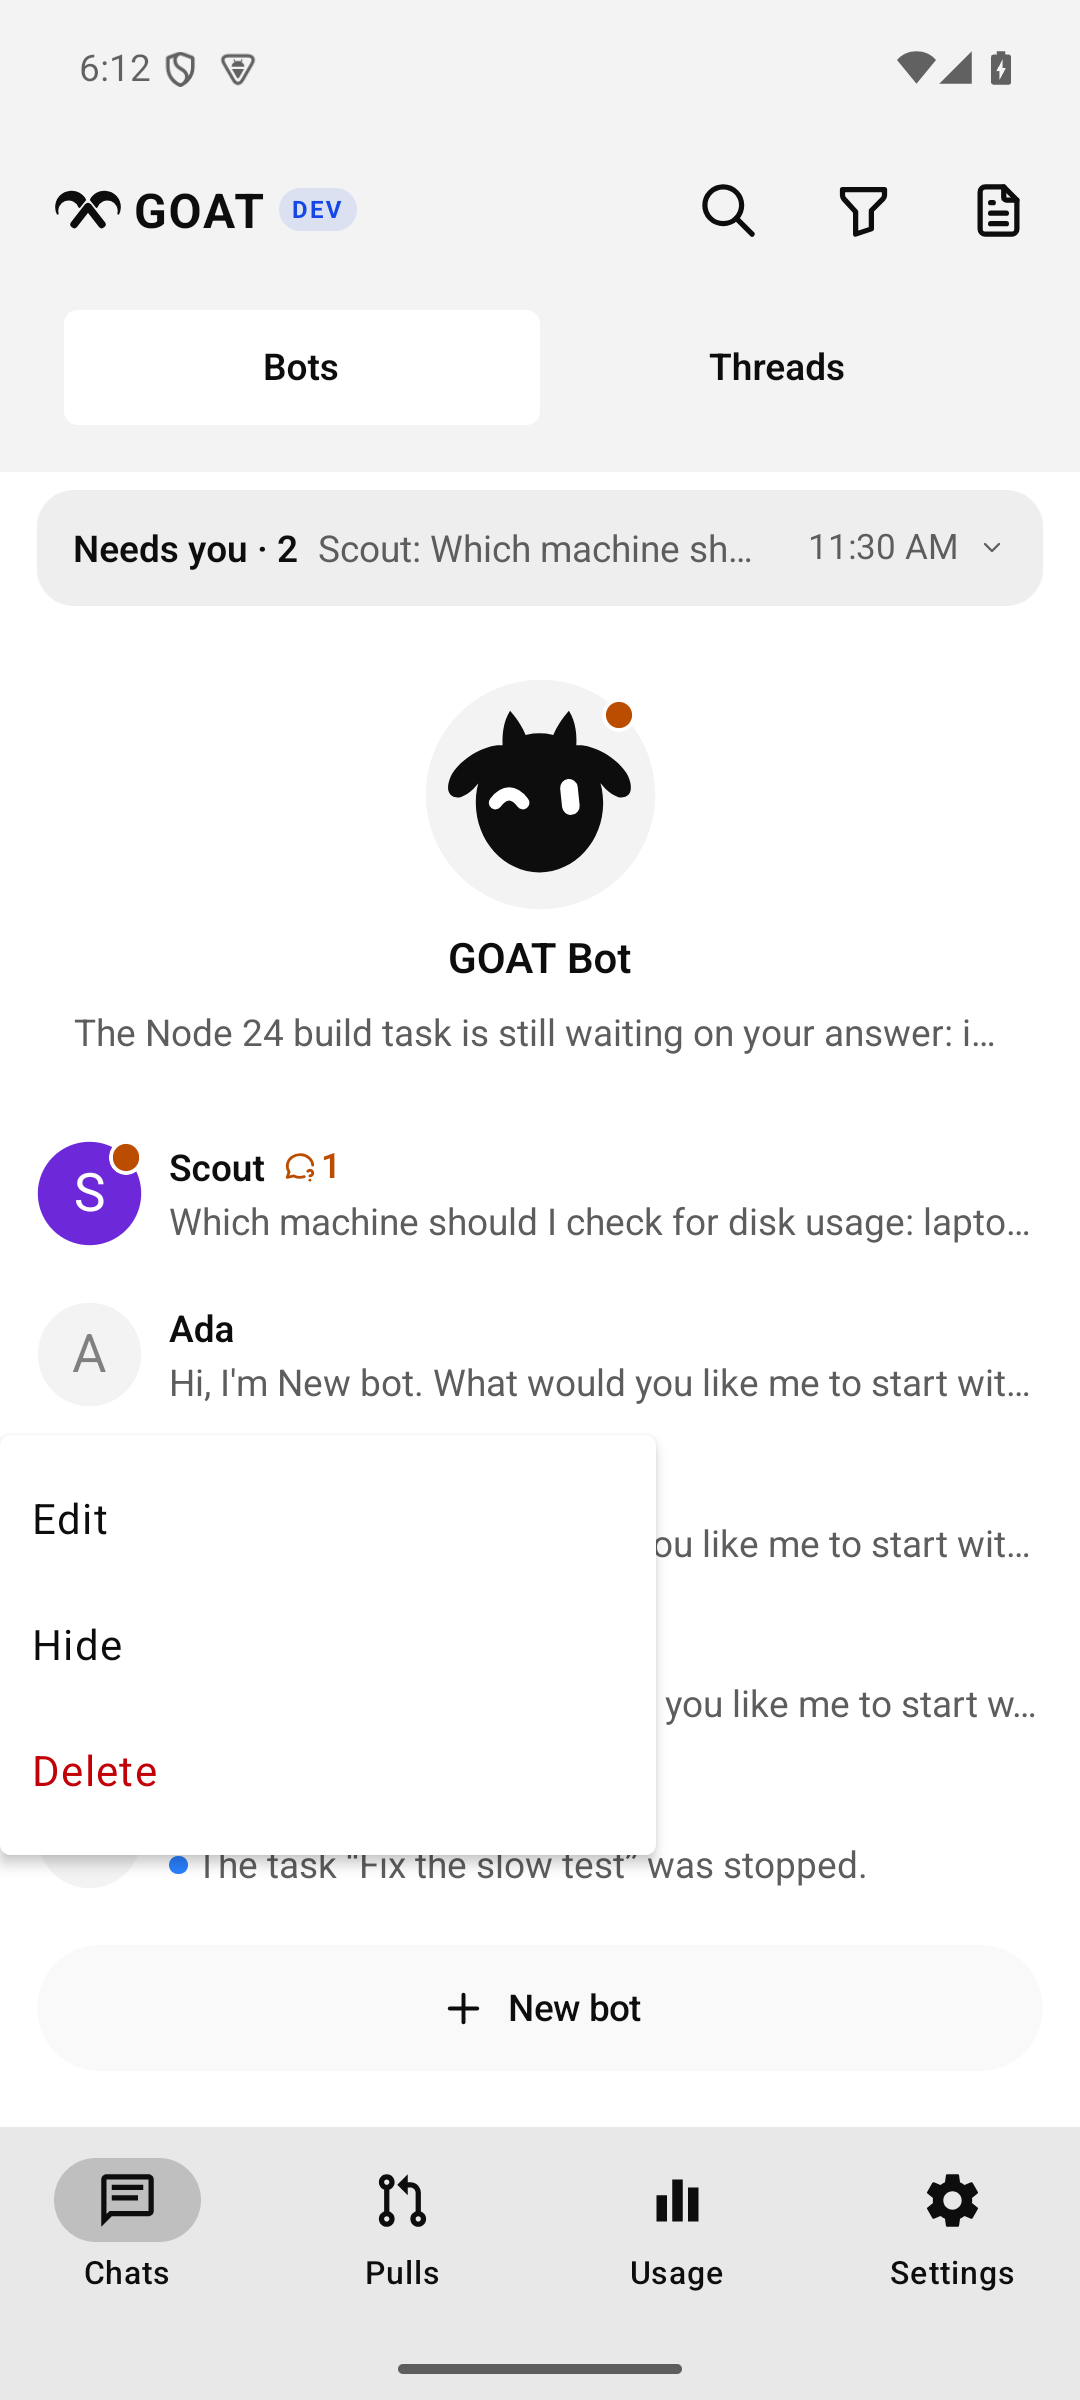 6:12
GOAT DEV
Bots
Threads
Needs you · 2 Scout: Which machine sh… 11:30 AM
GOAT Bot
The Node 24 build task is still waiting on your answer: i…
S
Scout 1
Which machine should I check for disk usage: lapto…
A
Ada
Hi, I'm New bot. What would you like me to start wit…
Edit
ou like me to start wit…
Hide
you like me to start w…
Delete
The task “Fix the slow test” was stopped.
New bot
Chats
Pulls
Usage
Settings